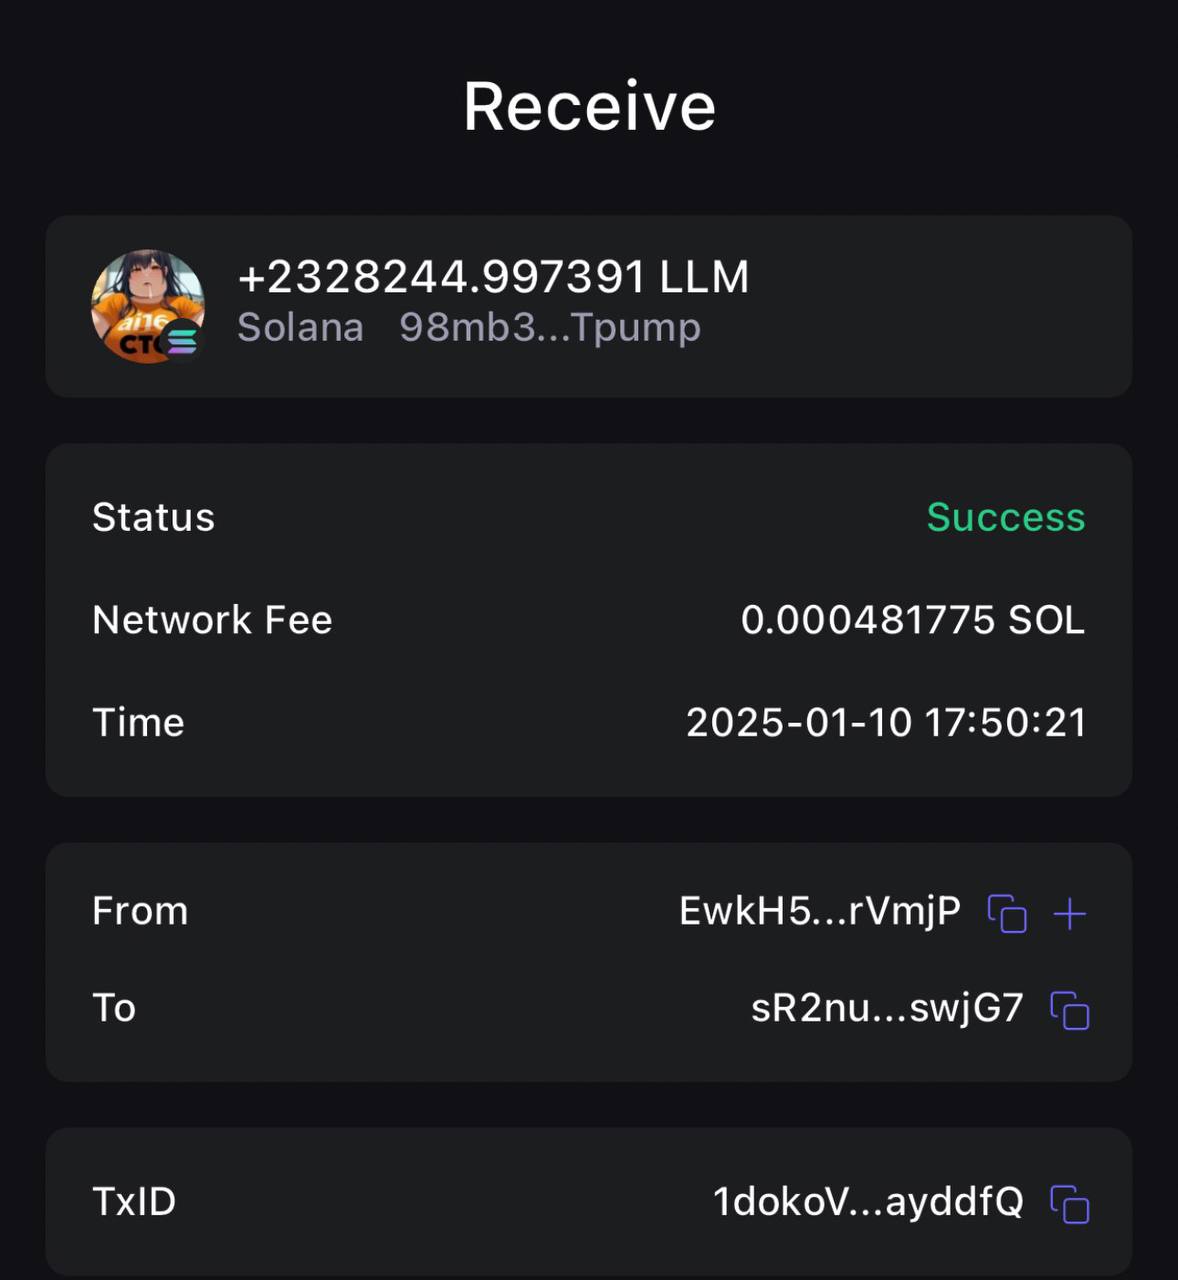 Receive
+2328244.997391 LLM
Solana 98mb3...Tpump
ai16
Status Success
Network Fee 0.000481775 SOL
Time 2025-01-10 17:50:21
From EwkH5...rVmjP
To sR2nu...swjG7
TxID 1dokoV...ayddfQ